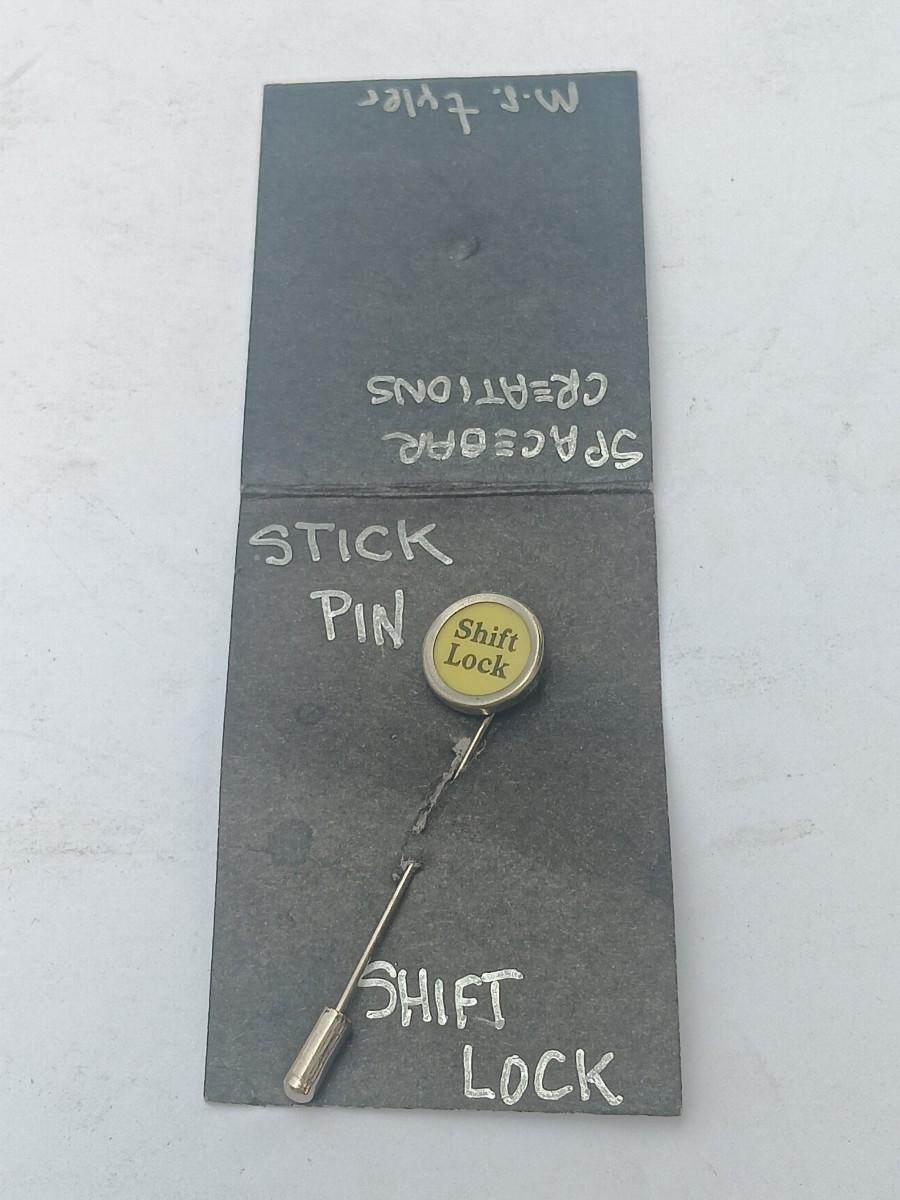 m.s. tyler
CREATIONS
SPACEBAR
STICK
PIN
Shift
Lock
SHIFT
LOCK